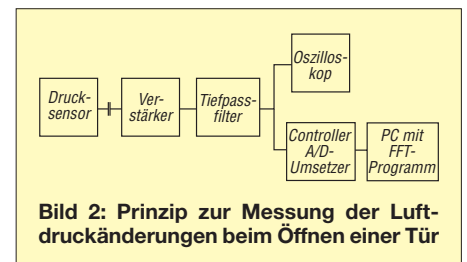 Oszillos-
kop
Druck-
sensor
Ver-
stärker
Tiefpass-
filter
Controller
A/D-
Umsetzer
PC mit
FFT-
Programm
Bild 2: Prinzip zur Messung der Luft-
druckänderungen beim Öffnen einer Tür